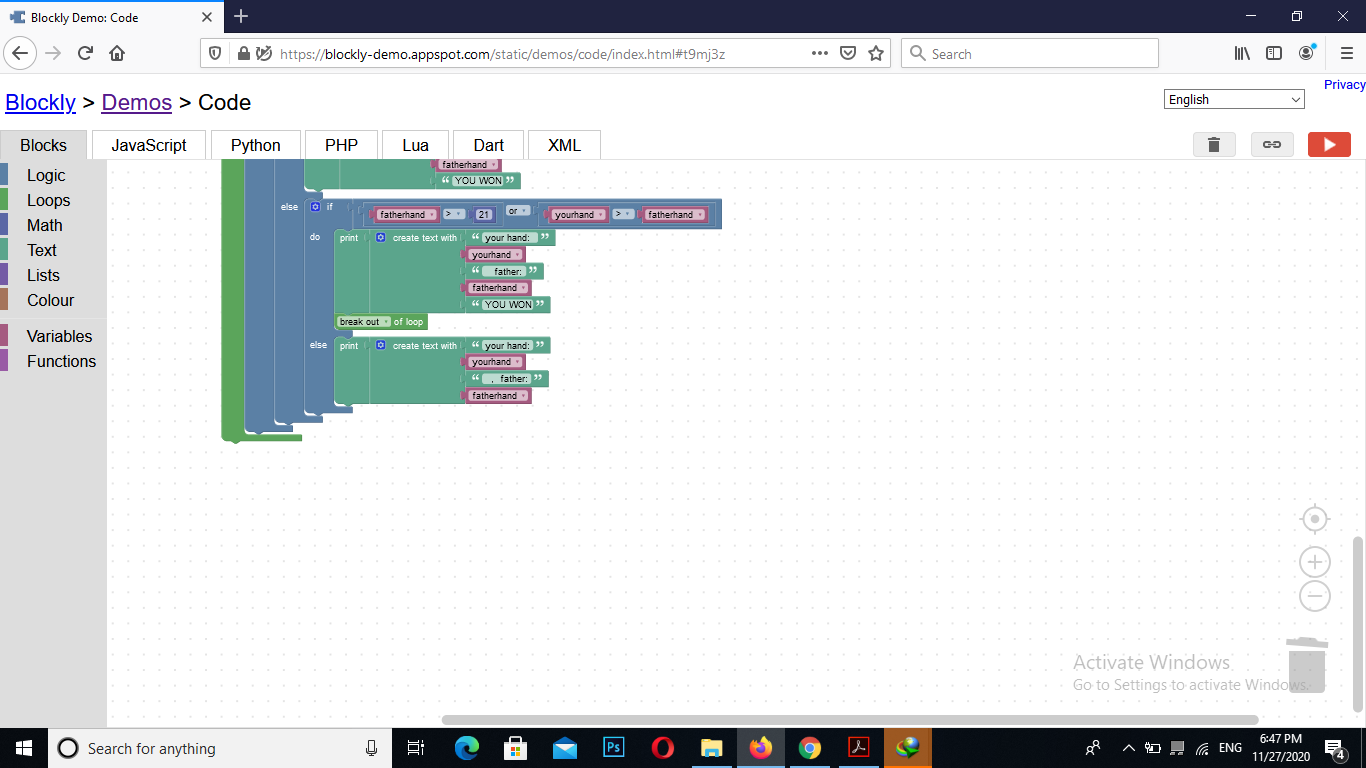 Blockly Demo: Code
https://blockly-demo.appspot.com/static/demos/code/index.html#t9mj3z
Search
Privacy
Blockly > Demos > Code
English
Blocks JavaScript Python PHP Lua Dart XML
Logic
Loops
Math
Text
Lists
Colour
Variables
Functions
fatherhand
“ YOU WON ”
else if fatherhand > 21 or yourhand > fatherhand
do print create text with “ your hand: ”
yourhand
“ father: ”
fatherhand
“ YOU WON ”
break out of loop
else print create text with “ your hand: ”
yourhand
“ , father: ”
fatherhand
Activate Windows
Go to Settings to activate Windows.
Search for anything
Ps
ENG
6:47 PM
11/27/2020
4